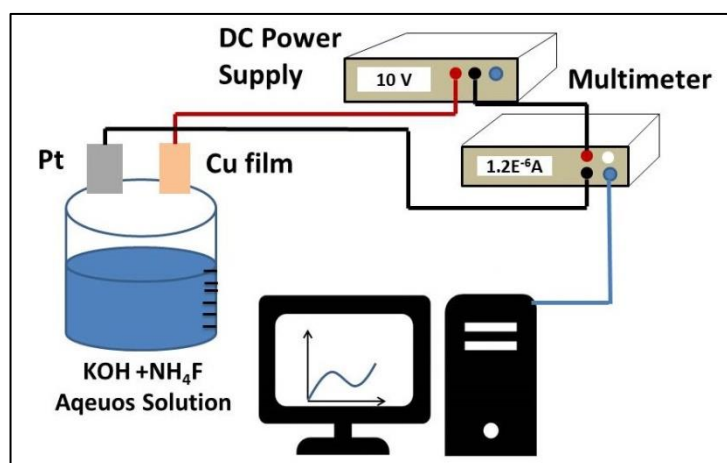 DC Power
Supply
10 V
Multimeter
1.2E⁻⁶A
Pt
Cu film
KOH +NH₄F
Aqeuos Solution